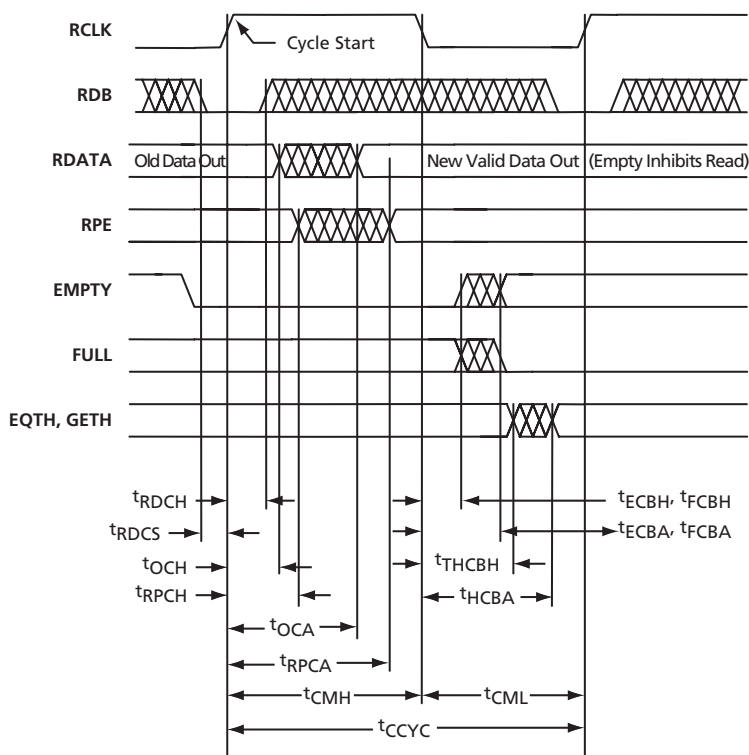 RCLK
Cycle Start
RDB
RDATA Old Data Out New Valid Data Out (Empty Inhibits Read)
RPE
EMPTY
FULL
EQTH, GETH
tRDCH tECBH, tFCBH
tRDCS tECBA, tFCBA
tOCH tTHCBH
tRPCH tHCBA
tOCA
tRPCA
tCMH tCML
tCCYC